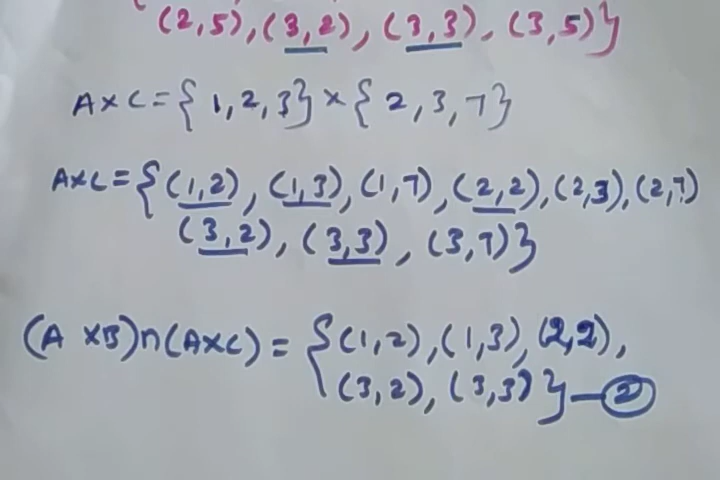 (2,5), (3,2), (3,3), (3,5)}
A×C = {1,2,3} × {2,3,7}
A×C = {(1,2), (1,3), (1,7), (2,2), (2,3), (2,7)
(3,2), (3,3), (3,7)}
(A×B)∩(A×C) = {(1,2), (1,3), (2,2),
(3,2), (3,3)} — ②